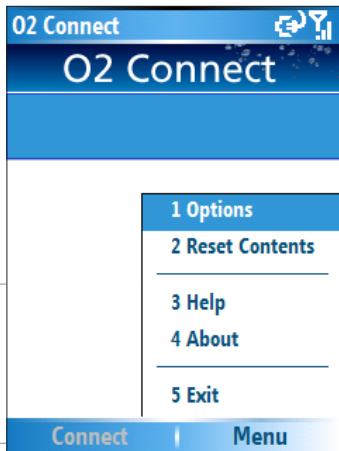 O2 Connect
O2 Connect
1 Options
2 Reset Contents
3 Help
4 About
5 Exit
Connect Menu